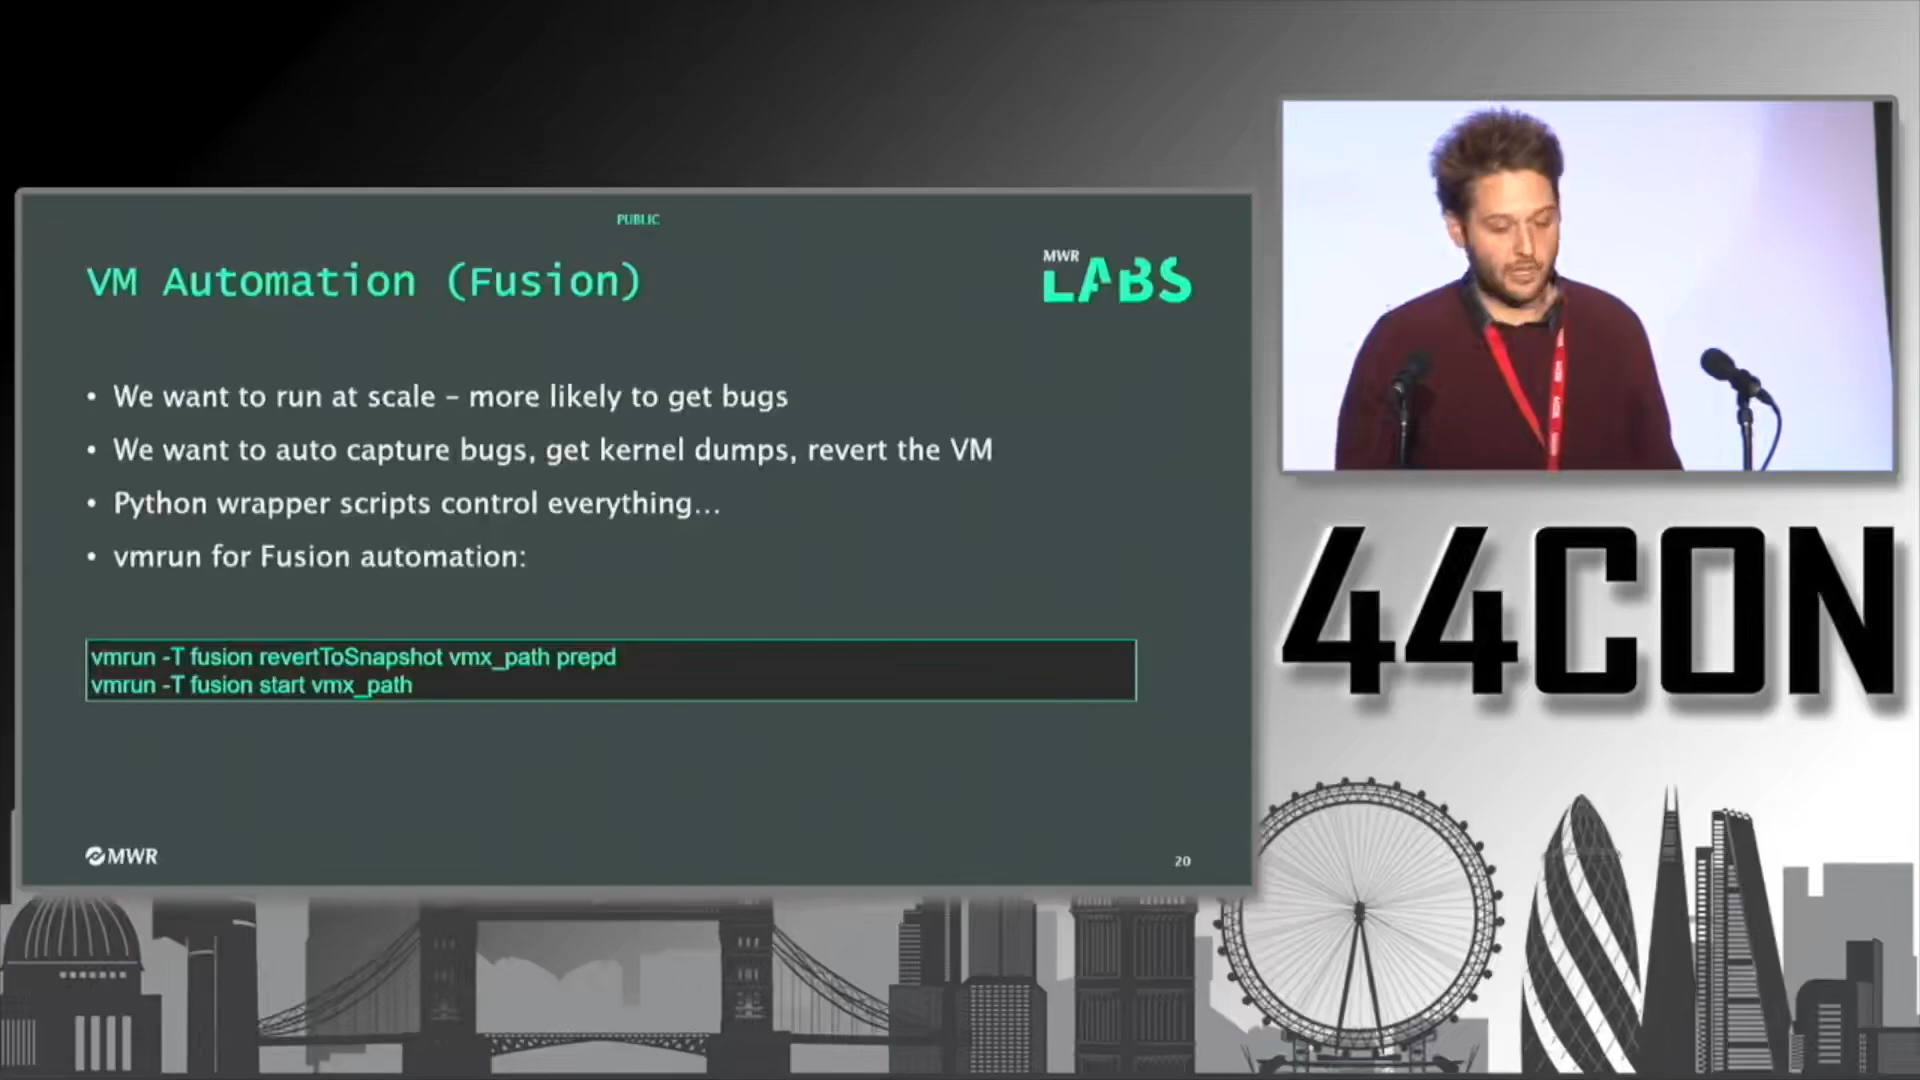 PUBLIC
VM Automation (Fusion)
MWR
LABS
• We want to run at scale – more likely to get bugs
• We want to auto capture bugs, get kernel dumps, revert the VM
• Python wrapper scripts control everything...
• vmrun for Fusion automation:
vmrun -T fusion revertToSnapshot vmx_path prepd
vmrun -T fusion start vmx_path
MWR
20
44CON